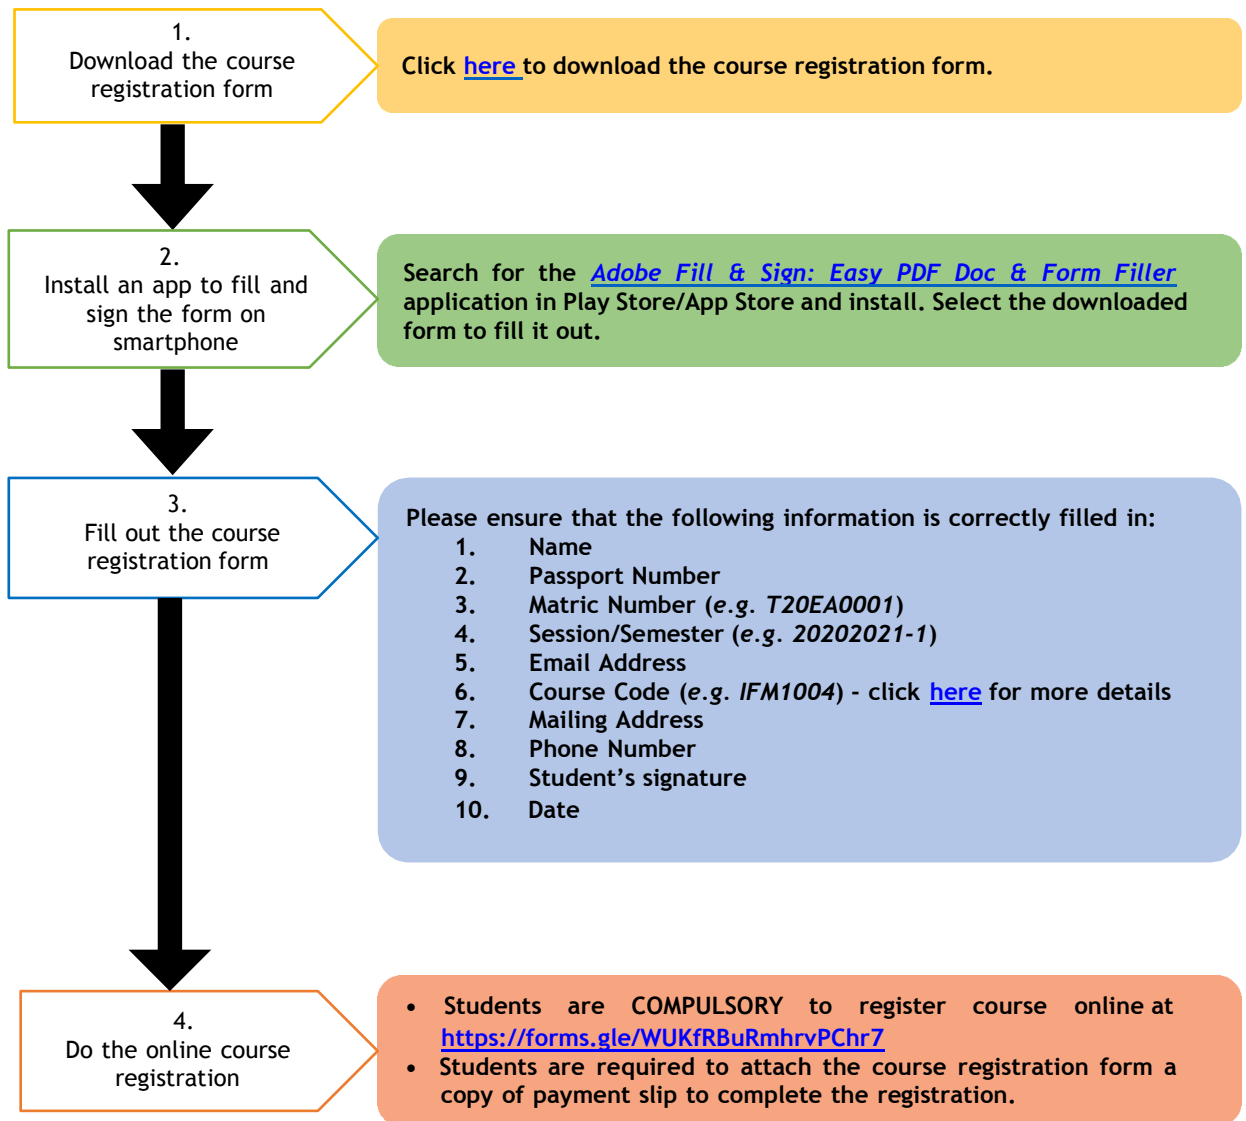 1.
Download the course
registration form
Click here to download the course registration form.
2.
Install an app to fill and
sign the form on
smartphone
Search for the Adobe Fill & Sign: Easy PDF Doc & Form Filler
application in Play Store/App Store and install. Select the downloaded
form to fill it out.
3.
Fill out the course
registration form
Please ensure that the following information is correctly filled in:
1. Name
2. Passport Number
3. Matric Number (e.g. T20EA0001)
4. Session/Semester (e.g. 20202021-1)
5. Email Address
6. Course Code (e.g. IFM1004) - click here for more details
7. Mailing Address
8. Phone Number
9. Student’s signature
10. Date
4.
Do the online course
registration
• Students are COMPULSORY to register course online at
https://forms.gle/WUKfRBuRmhrvPChr7
• Students are required to attach the course registration form a
copy of payment slip to complete the registration.